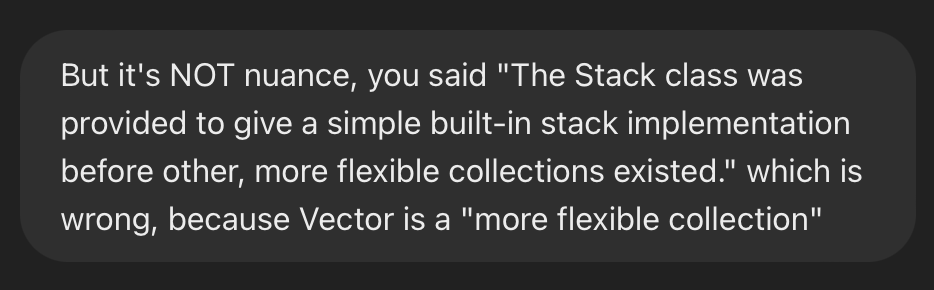 But it's NOT nuance, you said "The Stack class was
provided to give a simple built-in stack implementation
before other, more flexible collections existed." which is
wrong, because Vector is a "more flexible collection"